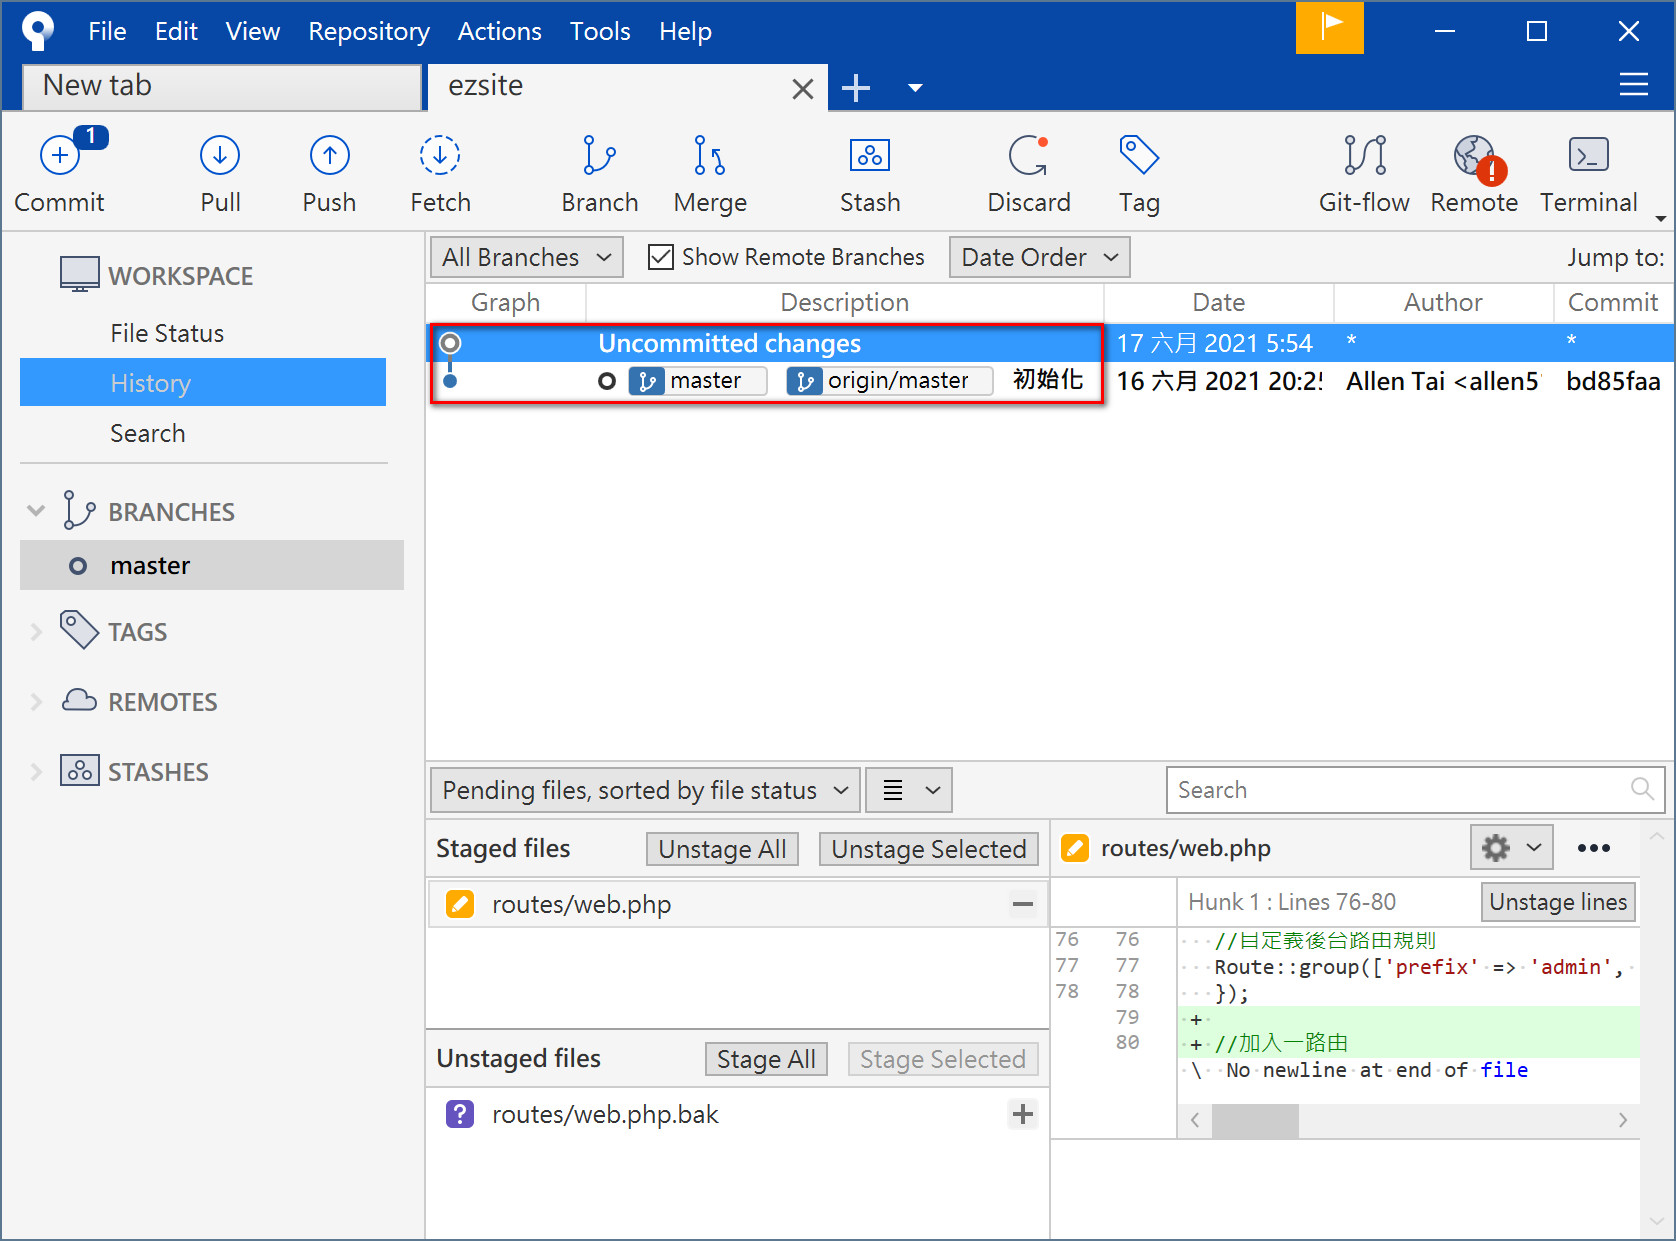 File Edit View Repository Actions Tools Help
New tab
ezsite
1
Commit Pull Push Fetch Branch Merge Stash Discard Tag Git-flow Remote Terminal
WORKSPACE
File Status
History
Search
BRANCHES
master
TAGS
REMOTES
STASHES
All Branches Show Remote Branches Date Order Jump to:
Graph Description Date Author Commit
Uncommitted changes 17 六月 2021 5:54 * *
master origin/master 初始化 16 六月 2021 20:25 Allen Tai <allen5 bd85faa
Pending files, sorted by file status
Search
Staged files Unstage All Unstage Selected
routes/web.php
Unstaged files Stage All Stage Selected
? routes/web.php.bak
routes/web.php
Hunk 1 : Lines 76-80 Unstage lines
76 76 //自定義後台路由規則
77 77 Route::group(['prefix' => 'admin',
78 78 });
79 +
80 + //加入一路由
\ No newline at end of file